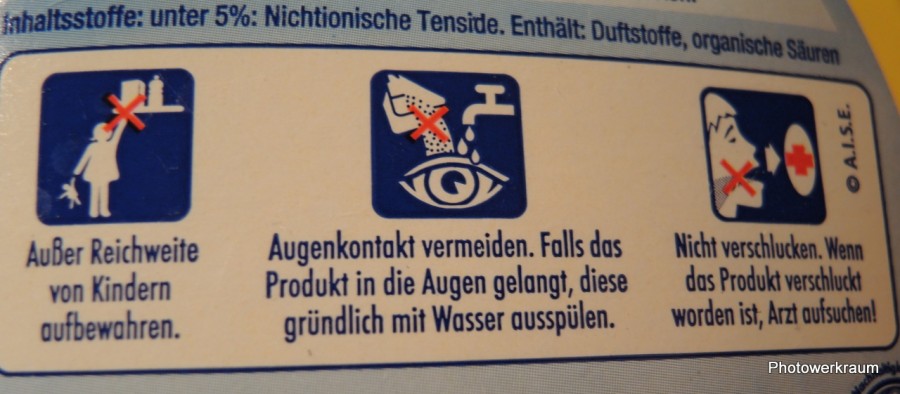 Inhaltsstoffe: unter 5%: Nichtionische Tenside. Enthält: Duftstoffe, organische Säuren
© A.I.S.E.
Außer Reichweite
von Kindern
aufbewahren.
Augenkontakt vermeiden. Falls das
Produkt in die Augen gelangt, diese
gründlich mit Wasser ausspülen.
Nicht verschlucken. Wenn
das Produkt verschluckt
worden ist, Arzt aufsuchen!
Photowerkraum